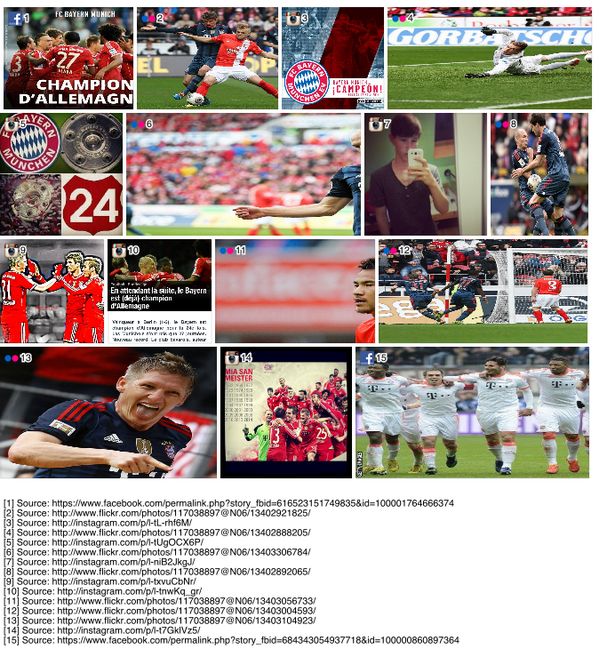 1
FC BAYERN MUNICH
27
CHAMPION
D'ALLEMAGN
2
3
FC BAYERN
MÜNCHEN
¡CAMPEÓN!
4
GORBATSCHOW
5
FC BAYERN
MÜNCHEN
24
6
7
8
9
31
10
En attendant la suite, le Bayern
est (déjà) champion
d'Allemagne
11
12
3
13
14
MIA SAN
MEISTER
13
25
15
[1] Source: https://www.facebook.com/permalink.php?story_fbid=616523151749835&id=100001764666374
[2] Source: http://www.flickr.com/photos/117038897@N06/13402921825/
[3] Source: http://instagram.com/p/l-tL-rhf6M/
[4] Source: http://www.flickr.com/photos/117038897@N06/13402888205/
[5] Source: http://instagram.com/p/l-tUgOCX6P/
[6] Source: http://www.flickr.com/photos/117038897@N06/13403306784/
[7] Source: http://instagram.com/p/l-niB2JkgJ/
[8] Source: http://www.flickr.com/photos/117038897@N06/13402892065/
[9] Source: http://instagram.com/p/l-txvuCbNr/
[10] Source: http://instagram.com/p/l-tnwKq_gr/
[11] Source: http://www.flickr.com/photos/117038897@N06/13403056733/
[12] Source: http://www.flickr.com/photos/117038897@N06/13403004593/
[13] Source: http://www.flickr.com/photos/117038897@N06/13403104923/
[14] Source: http://instagram.com/p/l-t7GkIVz5/
[15] Source: https://www.facebook.com/permalink.php?story_fbid=684343054937718&id=100000860897364